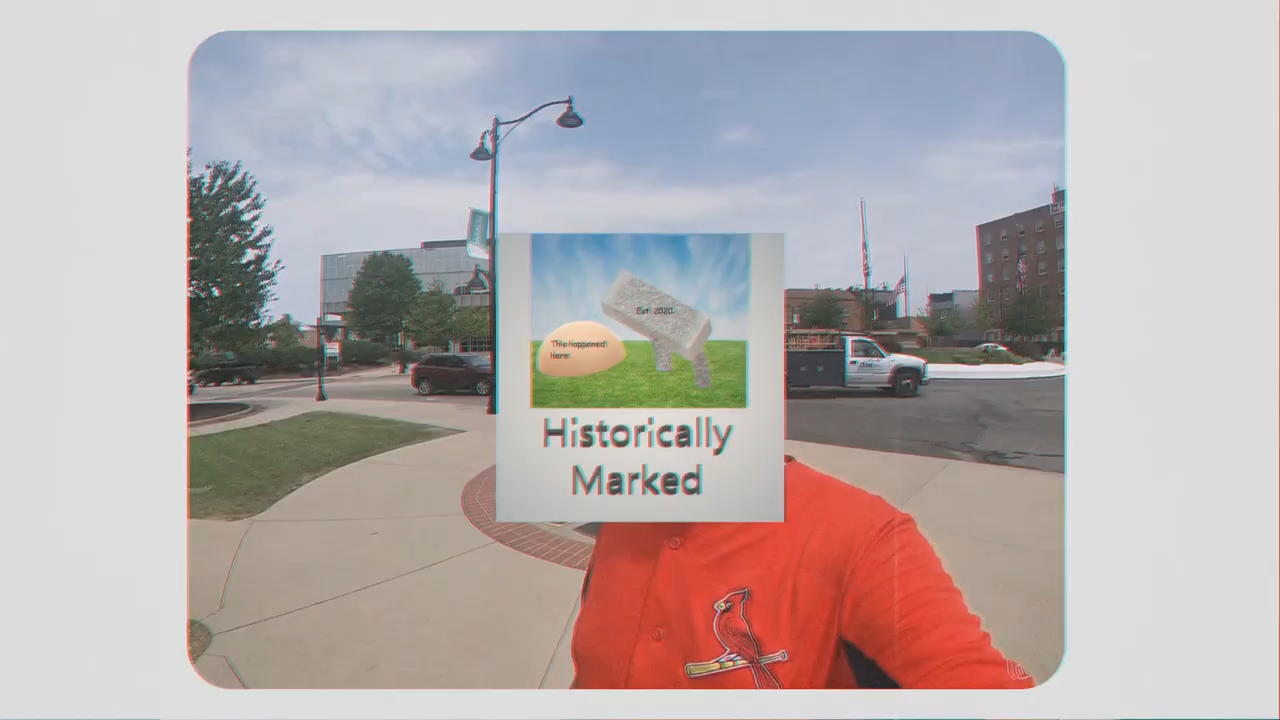 Est. 2020
This happened
Here:
Historically
Marked